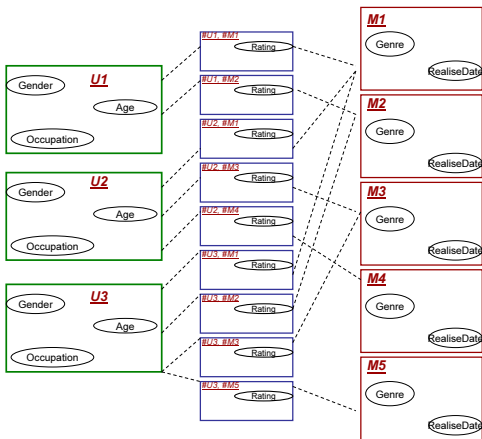 U1
Gender
Age
Occupation
U2
Gender
Age
Occupation
U3
Gender
Age
Occupation
#U1, #M1
Rating
#U1, #M2
Rating
#U2, #M1
Rating
#U2, #M3
Rating
#U2, #M4
Rating
#U3, #M1
Rating
#U3, #M2
Rating
#U3, #M3
Rating
#U3, #M5
Rating
M1
Genre
RealiseDate
M2
Genre
RealiseDate
M3
Genre
RealiseDate
M4
Genre
RealiseDate
M5
Genre
RealiseDate